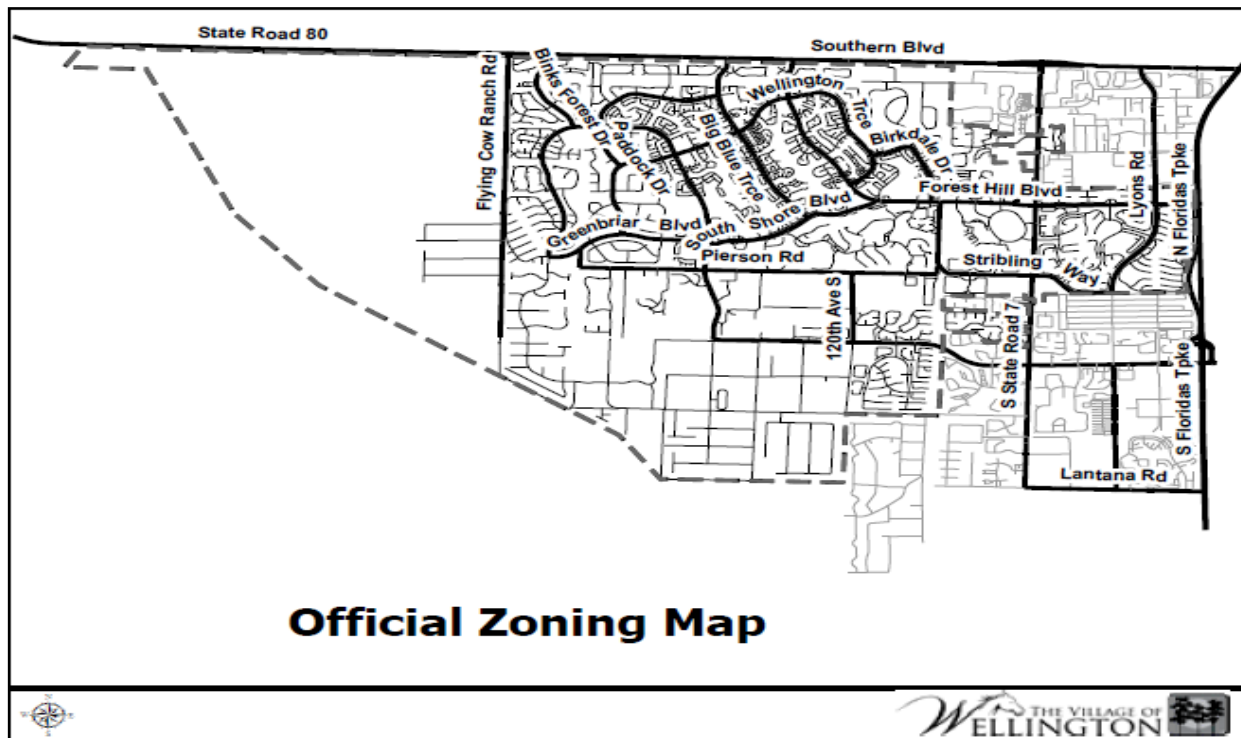 State Road 80
Southern Blvd
Flying Cow Ranch Rd
Binks Forest Dr
Paddock Dr
Big Blue Trce
Wellington Trce
Birkdale Dr
Forest Hill Blvd
Lyons Rd
N Floridas Tpke
Greenbriar Blvd
South Shore Blvd
Pierson Rd
Stribling Way
120th Ave S
S State Road 7
S Floridas Tpke
Lantana Rd
Official Zoning Map
N
W
E
S
THE VILLAGE OF
WELLINGTON